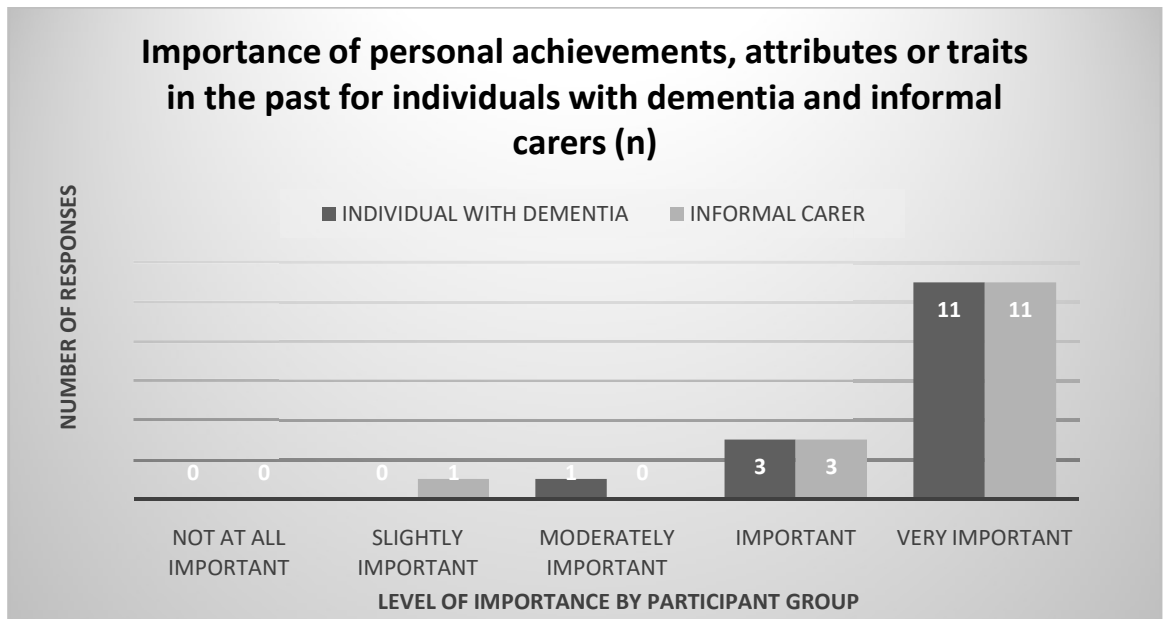 Importance of personal achievements, attributes or traits
in the past for individuals with dementia and informal
carers (n)
NUMBER OF RESPONSES
INDIVIDUAL WITH DEMENTIA INFORMAL CARER
11 11
3 3
0 0 0 1 1 0
NOT AT ALL IMPORTANT
SLIGHTLY IMPORTANT
MODERATELY IMPORTANT
IMPORTANT
VERY IMPORTANT
LEVEL OF IMPORTANCE BY PARTICIPANT GROUP